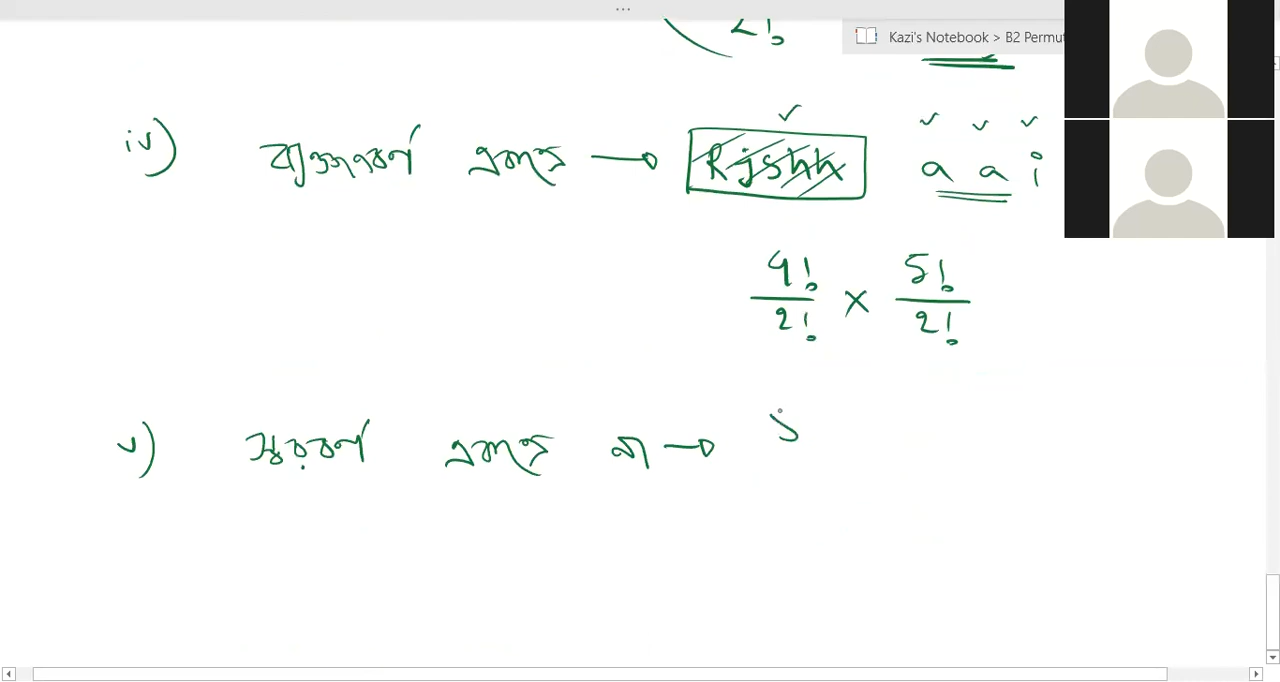 2!
Kazi's Notebook > B2 Permut
iv) ব্যঞ্জনবর্ণ একত্রে → Rjshh a a i
4!/2! × 5!/2!
v) স্বরবর্ণ একত্রে না →